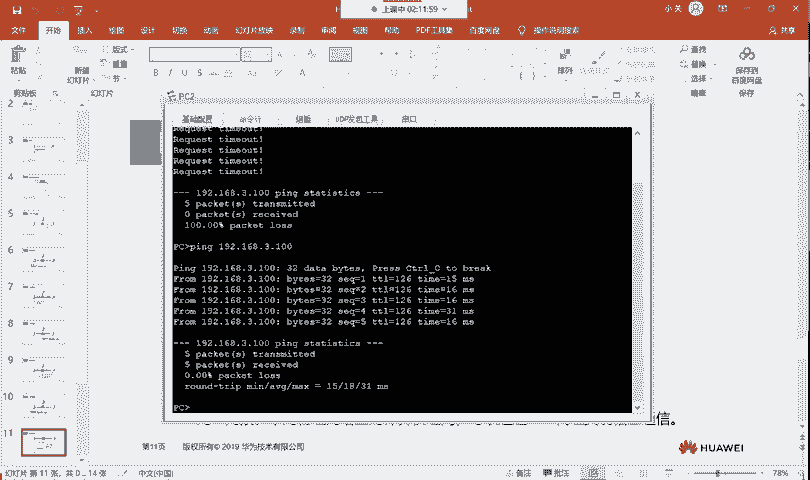 上课中 02:11:59
小 关
文件 开始 插入 绘图 设计 切换 动画 幻灯片放映 录制 审阅 视图 帮助 PDF工具集 百度网盘 操作说明搜索 共享
粘贴 新建 幻灯片 版式 重置 节
B I U S
排列
查找
替换
选择
保存到
百度网盘
剪贴板 幻灯片 编辑 保存
PC2
基础配置 命令行 组播 UDP发包工具 串口
Request timeout!
Request timeout!
Request timeout!
Request timeout!
Request timeout!
--- 192.168.3.100 ping statistics ---
5 packet(s) transmitted
0 packet(s) received
100.00% packet loss
PC>ping 192.168.3.100
Ping 192.168.3.100: 32 data bytes, Press Ctrl_C to break
From 192.168.3.100: bytes=32 seq=1 ttl=126 time=15 ms
From 192.168.3.100: bytes=32 seq=2 ttl=126 time=16 ms
From 192.168.3.100: bytes=32 seq=3 ttl=126 time=16 ms
From 192.168.3.100: bytes=32 seq=4 ttl=126 time=31 ms
From 192.168.3.100: bytes=32 seq=5 ttl=126 time=16 ms
--- 192.168.3.100 ping statistics ---
5 packet(s) transmitted
5 packet(s) received
0.00% packet loss
round-trip min/avg/max = 15/18/31 ms
PC>
2
3
4
5
6
7
8
9
10
11
信。
第11页 版权所有© 2019 华为技术有限公司
HUAWEI
幻灯片 第 11 张，共 0 - 14 张 中文(中国) 备注 批注 78%